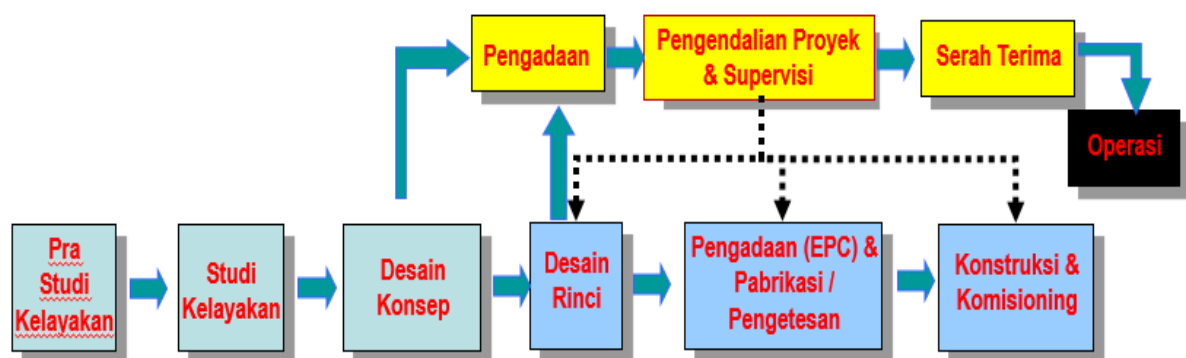 Pengadaan
Pengendalian Proyek
& Supervisi
Serah Terima
Operasi
Pra
Studi
Kelayakan
Studi
Kelayakan
Desain
Konsep
Desain
Rinci
Pengadaan (EPC) &
Pabrikasi /
Pengetesan
Konstruksi &
Komisioning